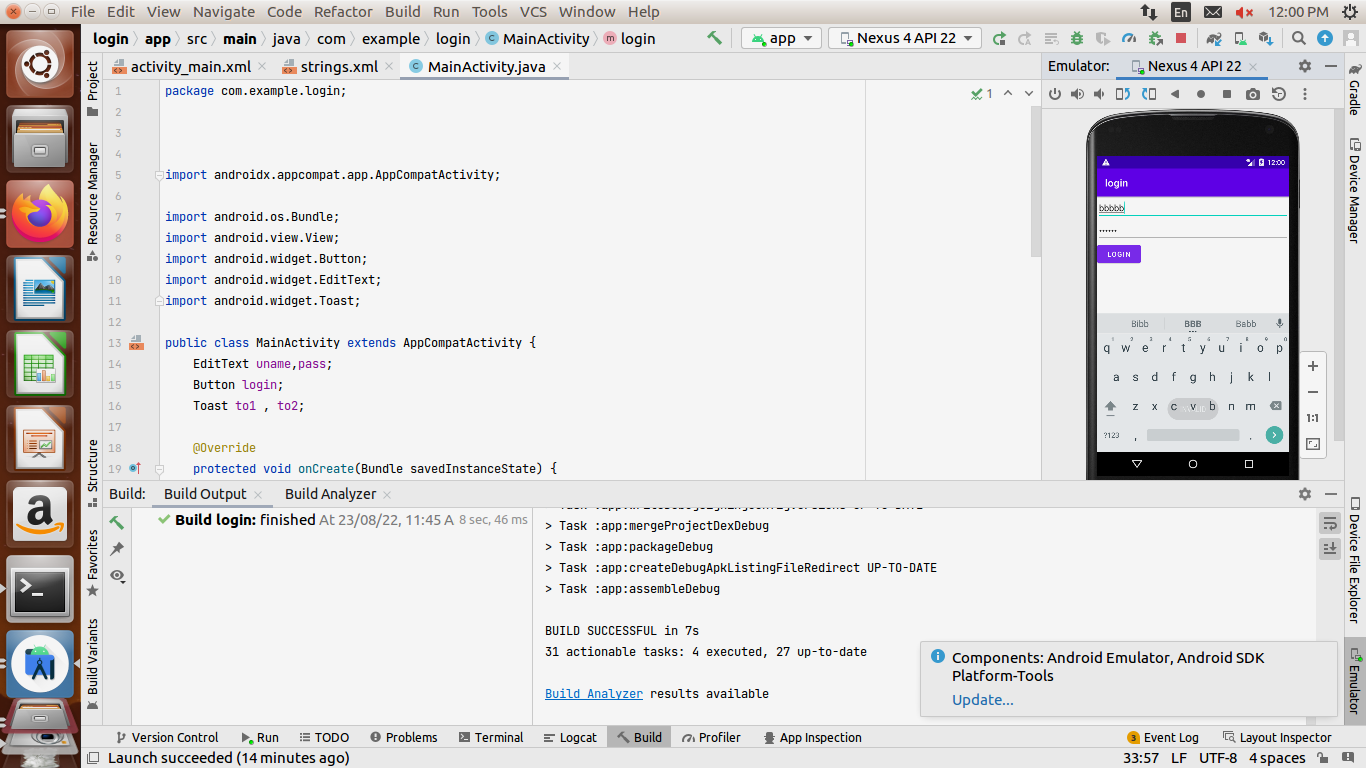 File Edit View Navigate Code Refactor Build Run Tools VCS Window Help En 12:00 PM
login app src main java com example login MainActivity login app Nexus 4 API 22
activity_main.xml strings.xml MainActivity.java Emulator: Nexus 4 API 22
Project
Resource Manager
Structure
Favorites
Build Variants
1 package com.example.login; 1
2
3
4
5 import androidx.appcompat.app.AppCompatActivity;
6
7 import android.os.Bundle;
8 import android.view.View;
9 import android.widget.Button;
10 import android.widget.EditText;
11 import android.widget.Toast;
12
13 public class MainActivity extends AppCompatActivity {
14 EditText uname,pass;
15 Button login;
16 Toast to1 , to2;
17
18 @Override
19 protected void onCreate(Bundle savedInstanceState) {
12:00
login
bbbbb
LOGIN
Bibb BBB Babb
1 2 3 4 5 6 7 8 9 0
q w e r t y u i o p
a s d f g h j k l
z x c v b n m
?123 , .
1:1
Gradle
Device Manager
Device File Explorer
Emulator
Build: Build Output Build Analyzer
Build login: finished At 23/08/22, 11:45 A 8 sec, 46 ms
> Task :app:mergeProjectDexDebug
> Task :app:packageDebug
> Task :app:createDebugApkListingFileRedirect UP-TO-DATE
> Task :app:assembleDebug
BUILD SUCCESSFUL in 7s
31 actionable tasks: 4 executed, 27 up-to-date
Build Analyzer results available
Components: Android Emulator, Android SDK
Platform-Tools
Update...
Version Control Run TODO Problems Terminal Logcat Build Profiler App Inspection 3 Event Log Layout Inspector
Launch succeeded (14 minutes ago) 33:57 LF UTF-8 4 spaces